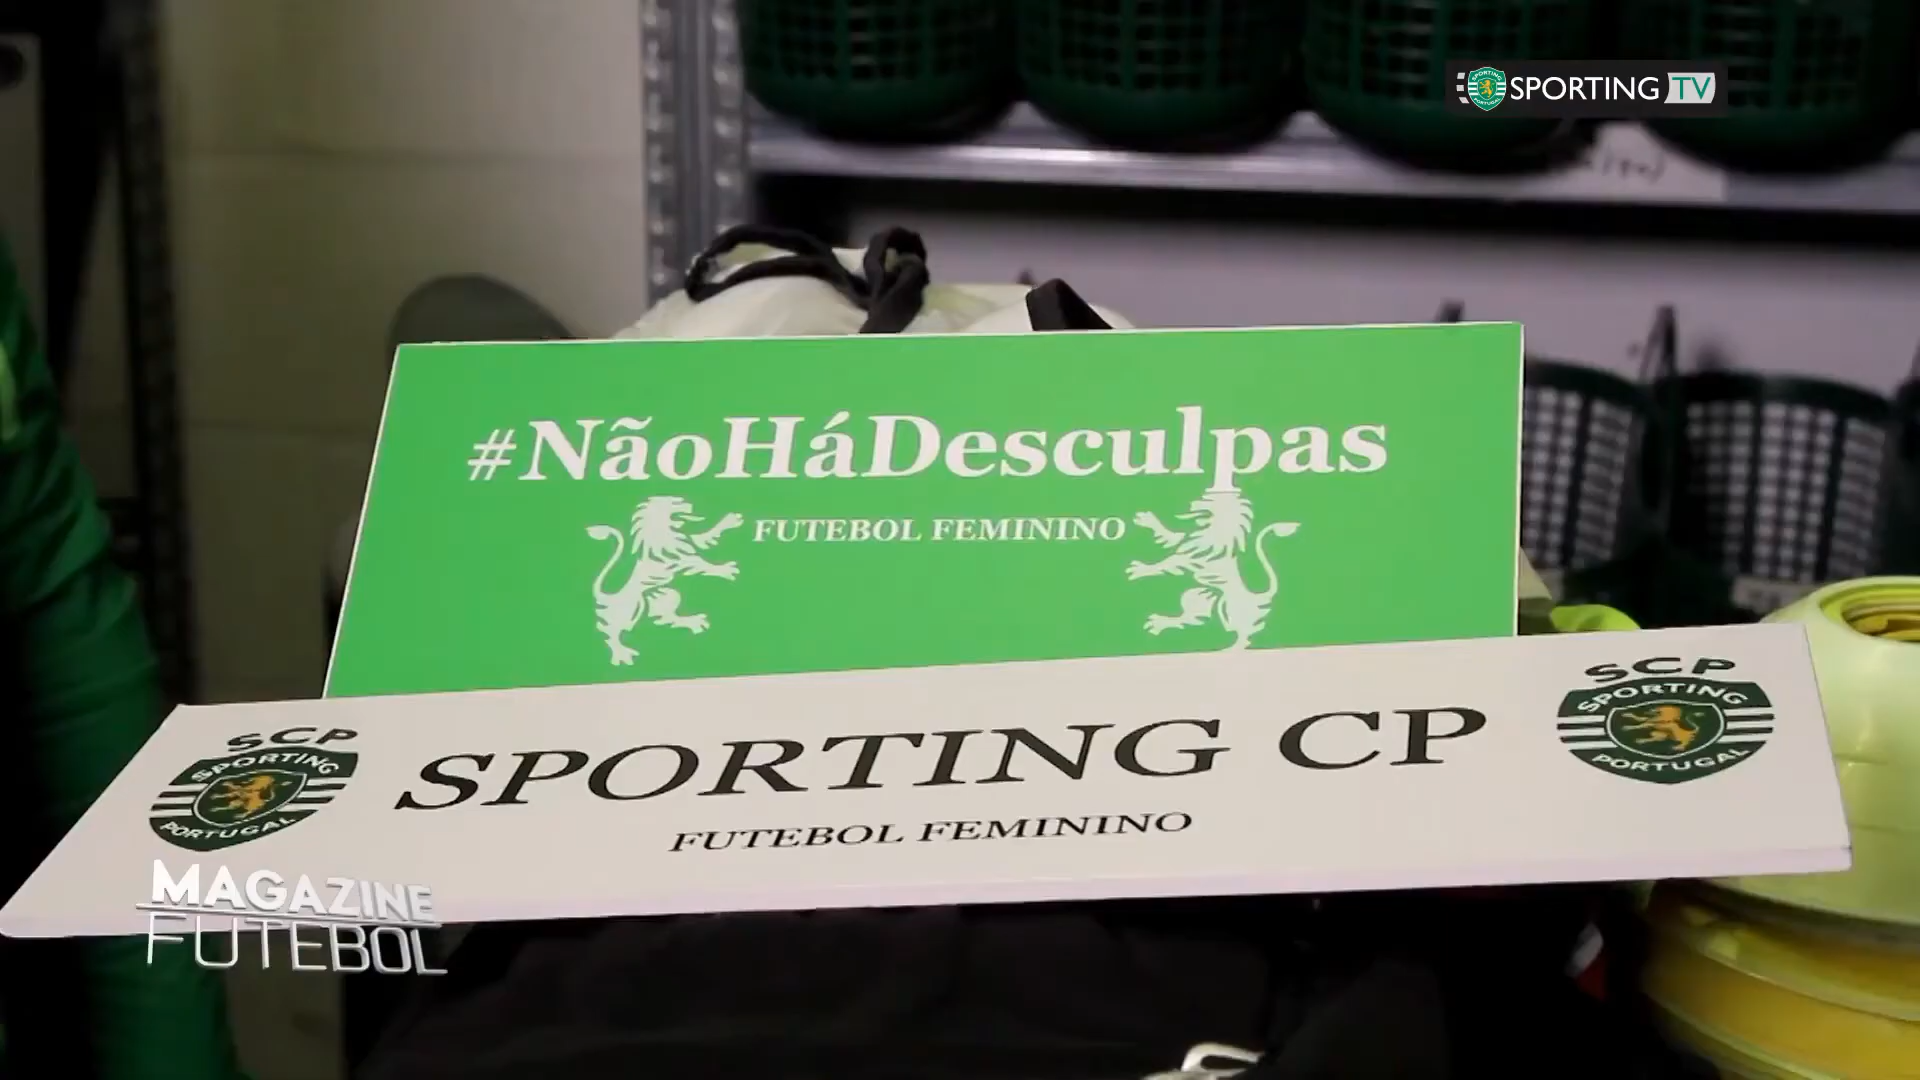 SPORTING TV
#NãoHáDesculpas
FUTEBOL FEMININO
SCP
SPORTING
PORTUGAL
SPORTING CP
FUTEBOL FEMININO
SCP
SPORTING
PORTUGAL
MAGAZINE
FUTEBOL